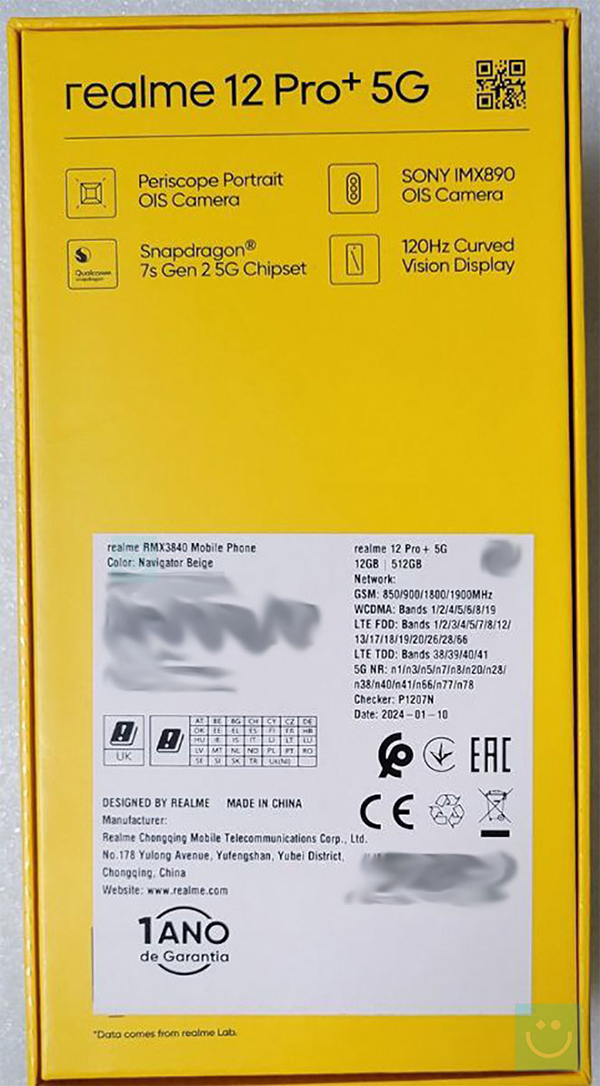 realme 12 Pro+ 5G
Periscope Portrait
OIS Camera
SONY IMX890
OIS Camera
Qualcomm
snapdragon
Snapdragon®
7s Gen 2 5G Chipset
120Hz Curved
Vision Display
realme RMX3840 Mobile Phone
Color: Navigator Beige
realme 12 Pro+ 5G
12GB | 512GB
Network:
GSM: 850/900/1800/1900MHz
WCDMA: Bands 1/2/4/5/6/8/19
LTE FDD: Bands 1/2/3/4/5/7/8/12/
13/17/18/19/20/26/28/66
LTE TDD: Bands 38/39/40/41
5G NR: n1/n3/n5/n7/n8/n20/n28/
n38/n40/n41/n66/n77/n78
Checker: P1207N
Date: 2024-01-10
UK
AT BE BG CH CY CZ DE
DK EE EL ES FI FR HR
HU IE IS IT LI LT LU
LV MT NL NO PL PT RO
SE SI SK TR UK(NI)
EAC
CE
DESIGNED BY REALME MADE IN CHINA
Manufacturer:
Realme Chongqing Mobile Telecommunications Corp., Ltd.
No.178 Yulong Avenue, Yufengshan, Yubei District,
Chongqing, China
Website: www.realme.com
1 ANO
de Garantia
*Data comes from realme Lab.